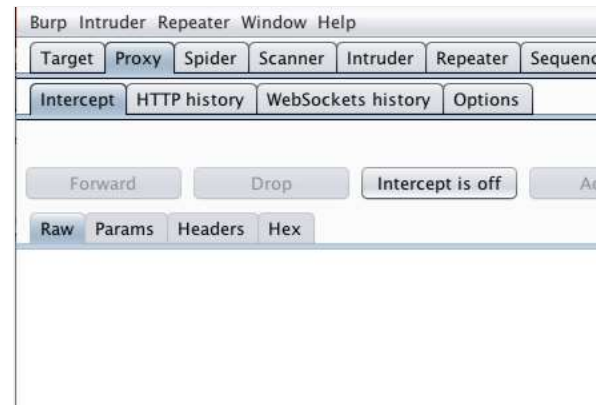 Burp Intruder Repeater Window Help
Target Proxy Spider Scanner Intruder Repeater Sequenc
Intercept HTTP history WebSockets history Options
Forward Drop Intercept is off
Raw Params Headers Hex